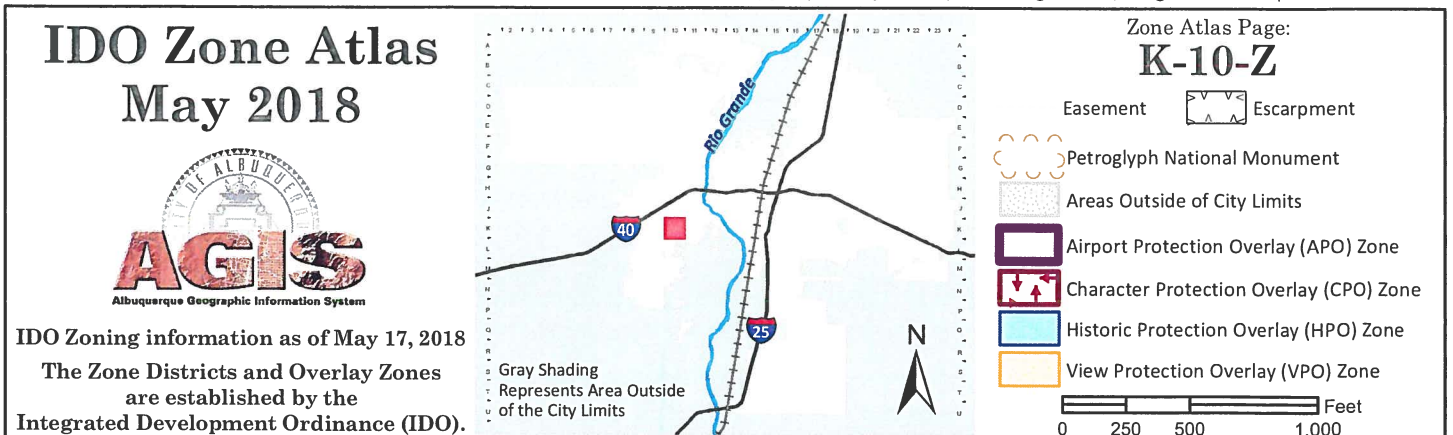 IDO Zone Atlas
May 2018
CITY OF ALBUQUERQUE
AGIS
Albuquerque Geographic Information System
IDO Zoning information as of May 17, 2018
The Zone Districts and Overlay Zones
are established by the
Integrated Development Ordinance (IDO).
Rio Grande
40
25
N
Gray Shading
Represents Area Outside
of the City Limits
Zone Atlas Page:
K-10-Z
Easement
Escarpment
Petroglyph National Monument
Areas Outside of City Limits
Airport Protection Overlay (APO) Zone
Character Protection Overlay (CPO) Zone
Historic Protection Overlay (HPO) Zone
View Protection Overlay (VPO) Zone
Feet
0 250 500 1,000